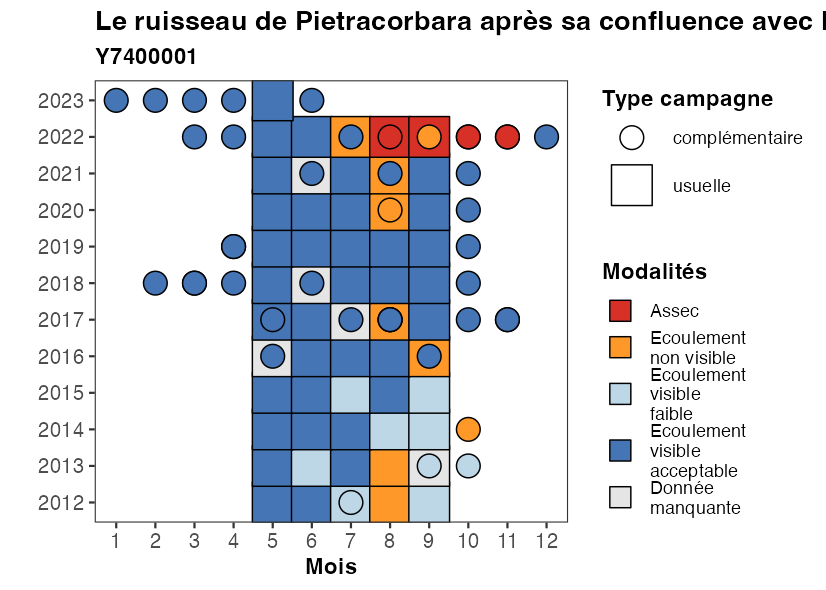 Le ruisseau de Pietracorbara après sa confluence avec l
Y7400001
2023
2022
2021
2020
2019
2018
2017
2016
2015
2014
2013
2012
1 2 3 4 5 6 7 8 9 10 11 12
Mois
Type campagne
complémentaire
usuelle
Modalités
Assec
Ecoulement
non visible
Ecoulement
visible
faible
Ecoulement
visible
acceptable
Donnée
manquante